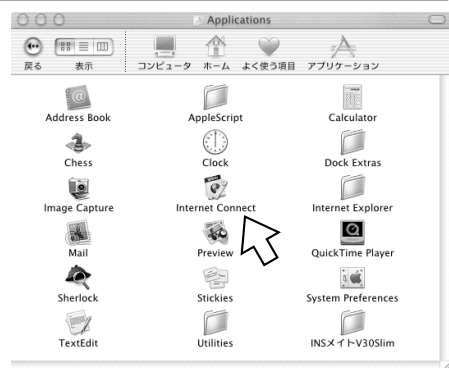 Applications
戻る 表示 コンピュータ ホーム よく使う項目 アプリケーション
Address Book AppleScript Calculator
Chess Clock Dock Extras
Image Capture Internet Connect Internet Explorer
Mail Preview QuickTime Player
Sherlock Stickies System Preferences
TextEdit Utilities INSメイトV30Slim